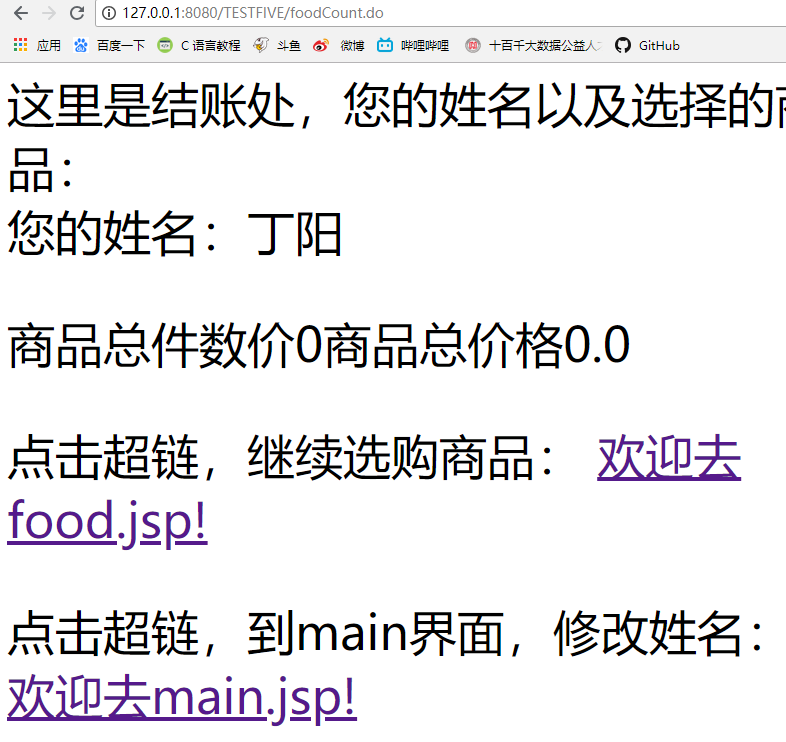 127.0.0.1:8080/TESTFIVE/foodCount.do
应用 百度一下 C 语言教程 斗鱼 微博 哔哩哔哩 十百千大数据公益人 GitHub
这里是结账处，您的姓名以及选择的商
品：
您的姓名：丁阳
商品总件数价0商品总价格0.0
点击超链，继续选购商品： 欢迎去
food.jsp!
点击超链，到main界面，修改姓名：
欢迎去main.jsp!